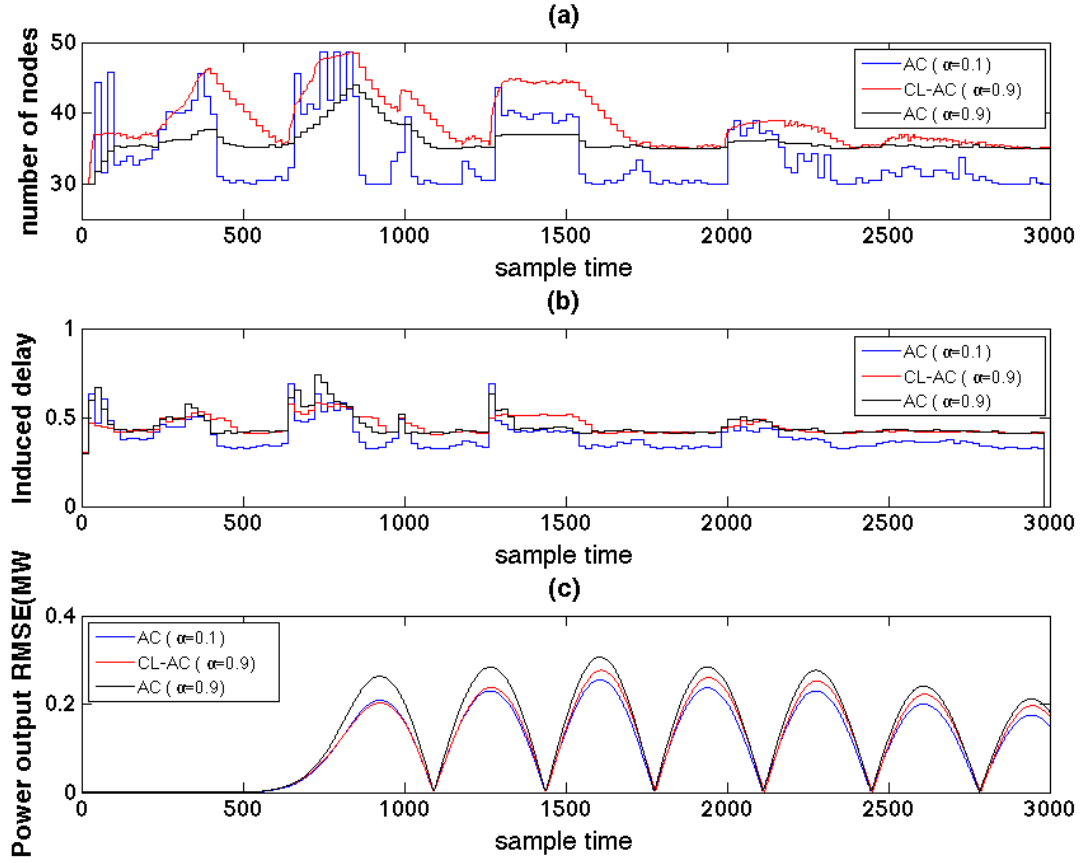 (a)
number of nodes
50
40
30
AC ( α=0.1)
CL-AC ( α=0.9)
AC ( α=0.9)
0
500
1000
1500
2000
2500
3000
sample time
(b)
Induced delay
1
0.5
0
AC ( α=0.1)
CL-AC ( α=0.9)
AC ( α=0.9)
0
500
1000
1500
2000
2500
3000
sample time
(c)
Power output RMSE(MW
0.4
0.2
0
AC ( α=0.1)
CL-AC ( α=0.9)
AC ( α=0.9)
0
500
1000
1500
2000
2500
3000
sample time